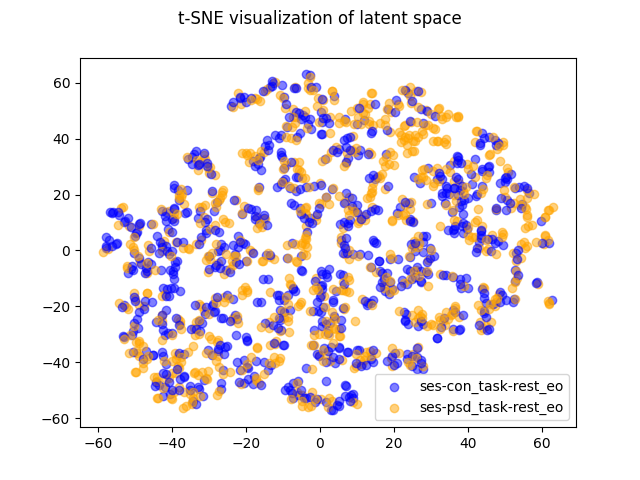 t-SNE visualization of latent space
60
40
20
0
−20
−40
−60
−60 −40 −20 0 20 40 60
ses-con_task-rest_eo
ses-psd_task-rest_eo